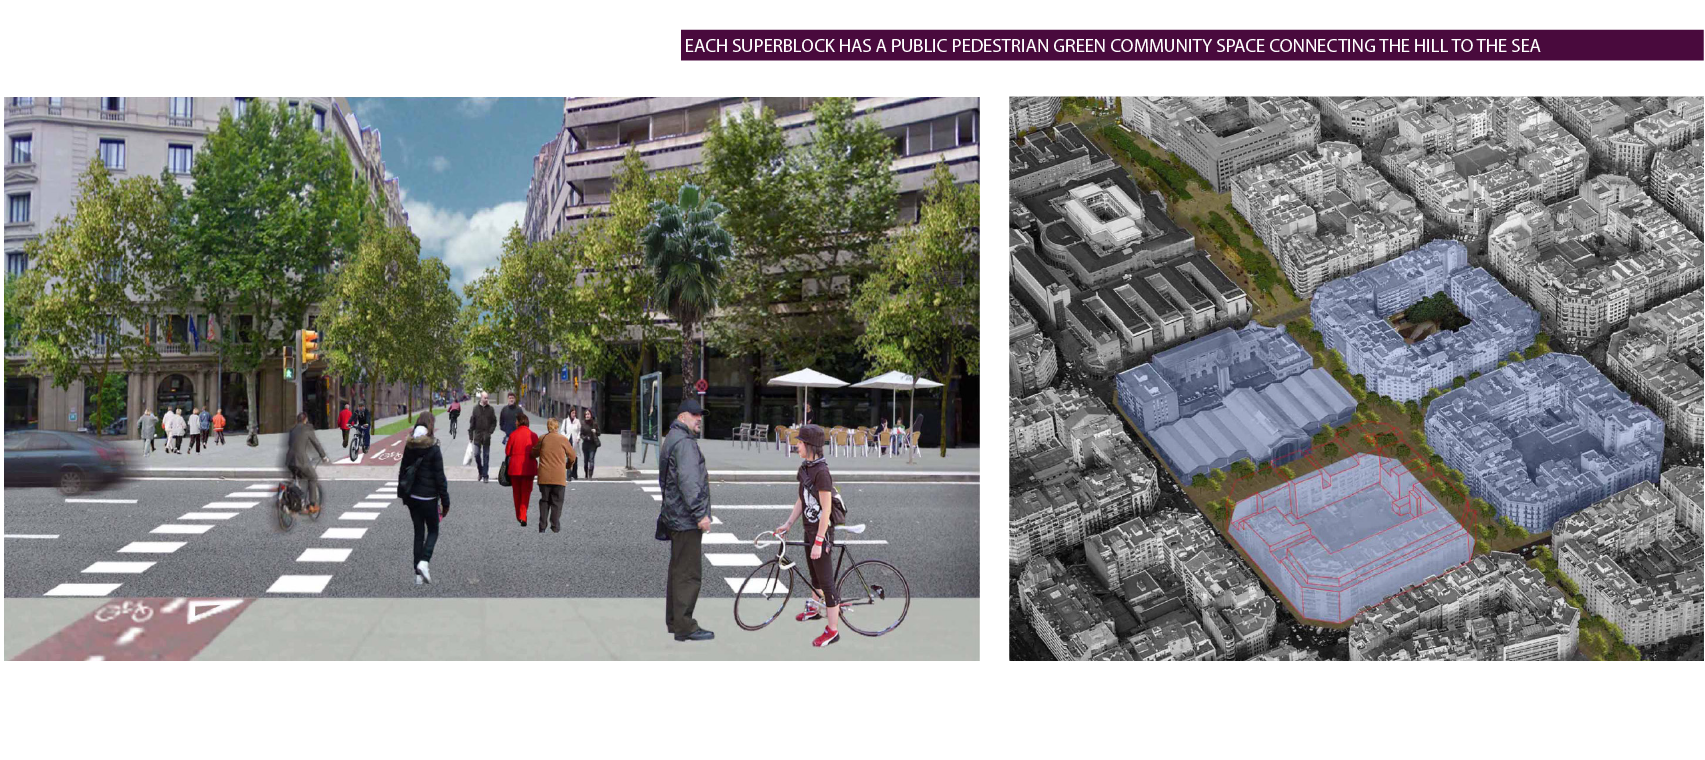 EACH SUPERBLOCK HAS A PUBLIC PEDESTRIAN GREEN COMMUNITY SPACE CONNECTING THE HILL TO THE SEA